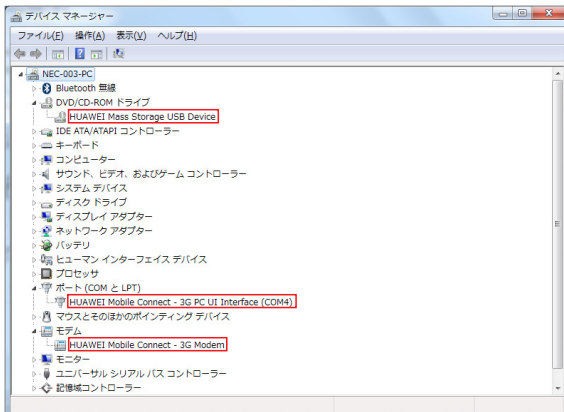 デバイス マネージャー
ファイル(F) 操作(A) 表示(V) ヘルプ(H)
NEC-003-PC
Bluetooth 無線
DVD/CD-ROM ドライブ
HUAWEI Mass Storage USB Device
IDE ATA/ATAPI コントローラー
キーボード
コンピューター
サウンド、ビデオ、およびゲーム コントローラー
システム デバイス
ディスク ドライブ
ディスプレイ アダプター
ネットワーク アダプター
バッテリ
ヒューマン インターフェイス デバイス
プロセッサ
ポート (COM と LPT)
HUAWEI Mobile Connect - 3G PC UI Interface (COM4)
マウスとそのほかのポインティング デバイス
モデム
HUAWEI Mobile Connect - 3G Modem
モニター
ユニバーサル シリアル バス コントローラー
記憶域コントローラー